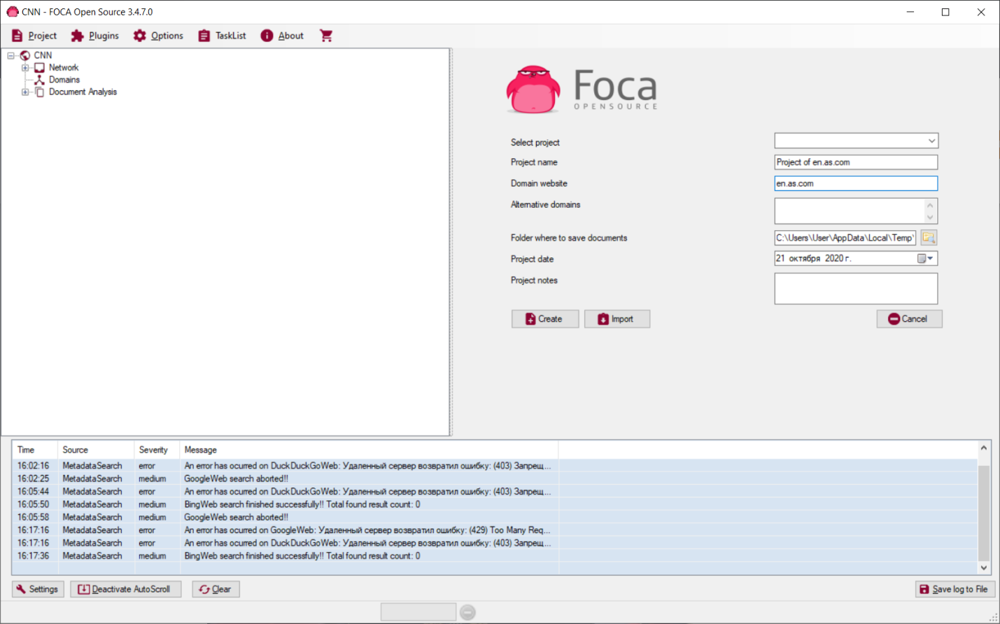 CNN - FOCA Open Source 3.4.7.0
Project Plugins Options TaskList About
CNN
Network
Domains
Document Analysis
Foca
OPENSOURCE
Select project
Project name Project of en.as.com
Domain website en.as.com
Alternative domains
Folder where to save documents C:\Users\User\AppData\Local\Temp\
Project date 21 октября 2020 г.
Project notes
Create Import Cancel
Time Source Severity Message
16:02:16 MetadataSearch error An error has ocurred on DuckDuckGoWeb: Удаленный сервер возвратил ошибку: (403) Запрещ...
16:02:25 MetadataSearch medium GoogleWeb search aborted!!
16:05:44 MetadataSearch error An error has ocurred on DuckDuckGoWeb: Удаленный сервер возвратил ошибку: (403) Запрещ...
16:05:50 MetadataSearch medium BingWeb search finished successfully!! Total found result count: 0
16:05:58 MetadataSearch medium GoogleWeb search aborted!!
16:17:16 MetadataSearch error An error has ocurred on GoogleWeb: Удаленный сервер возвратил ошибку: (429) Too Many Req...
16:17:16 MetadataSearch error An error has ocurred on DuckDuckGoWeb: Удаленный сервер возвратил ошибку: (403) Запрещ...
16:17:36 MetadataSearch medium BingWeb search finished successfully!! Total found result count: 0
Settings Deactivate AutoScroll Clear Save log to File